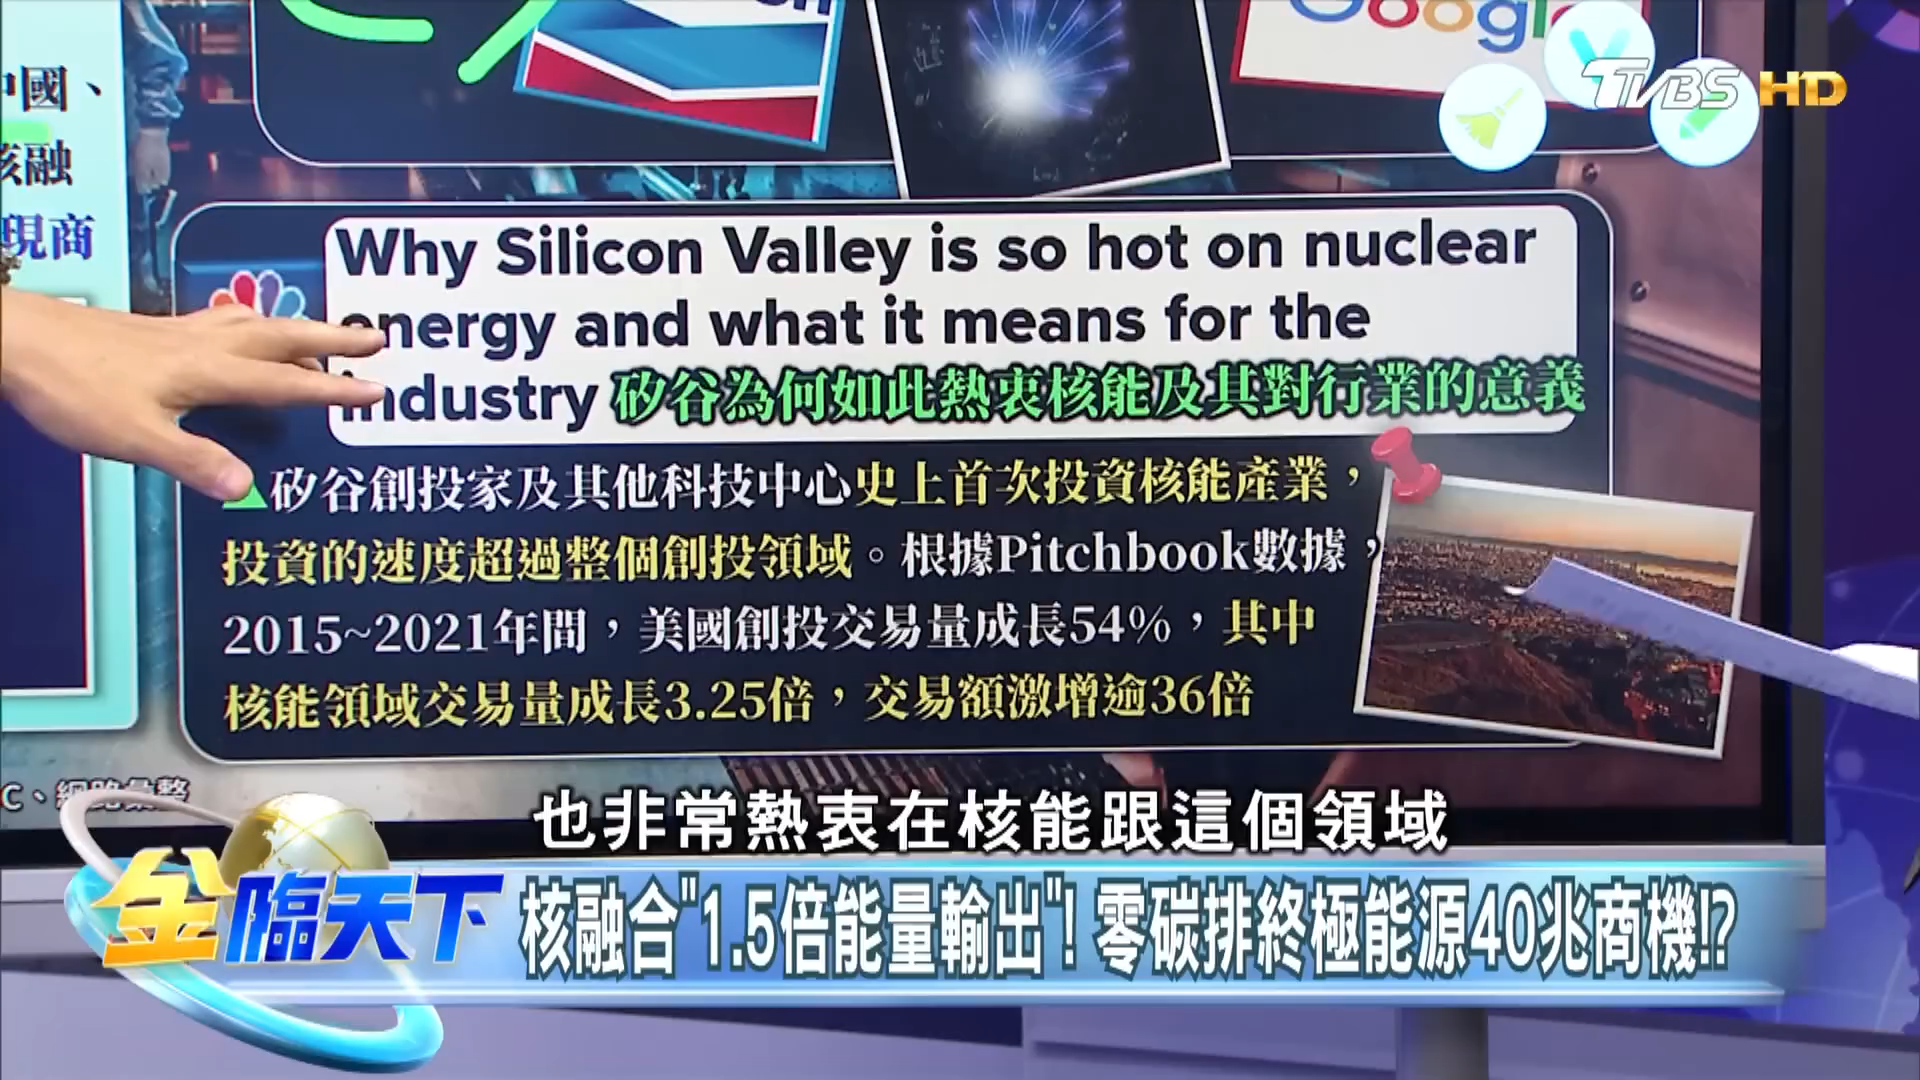 Google
TVBS HD
中國、
核融
現商
Why Silicon Valley is so hot on nuclear
energy and what it means for the
industry 矽谷為何如此熱衷核能及其對行業的意義
▲矽谷創投家及其他科技中心史上首次投資核能產業，
投資的速度超過整個創投領域。根據Pitchbook數據，
2015~2021年間，美國創投交易量成長54%，其中
核能領域交易量成長3.25倍，交易額激增逾36倍
C、網路彙整
也非常熱衷在核能跟這個領域
金臨天下
核融合"1.5倍能量輸出"! 零碳排終極能源40兆商機!?